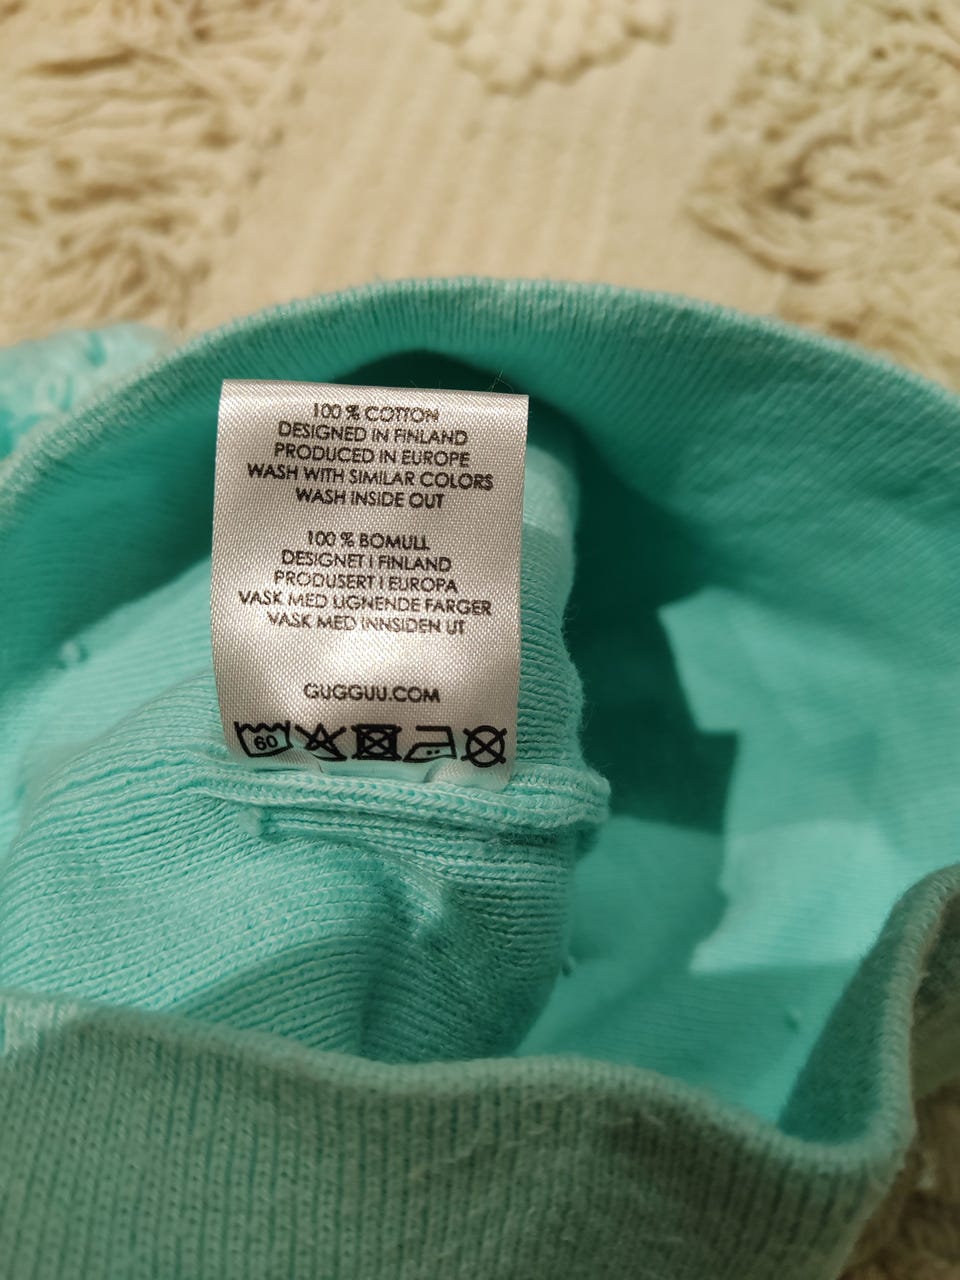 100 % COTTON
DESIGNED IN FINLAND
PRODUCED IN EUROPE
WASH WITH SIMILAR COLORS
WASH INSIDE OUT
100 % BOMULL
DESIGNET I FINLAND
PRODUSERT I EUROPA
VASK MED LIGNENDE FARGER
VASK MED INNSIDEN UT
GUGGUU.COM
60